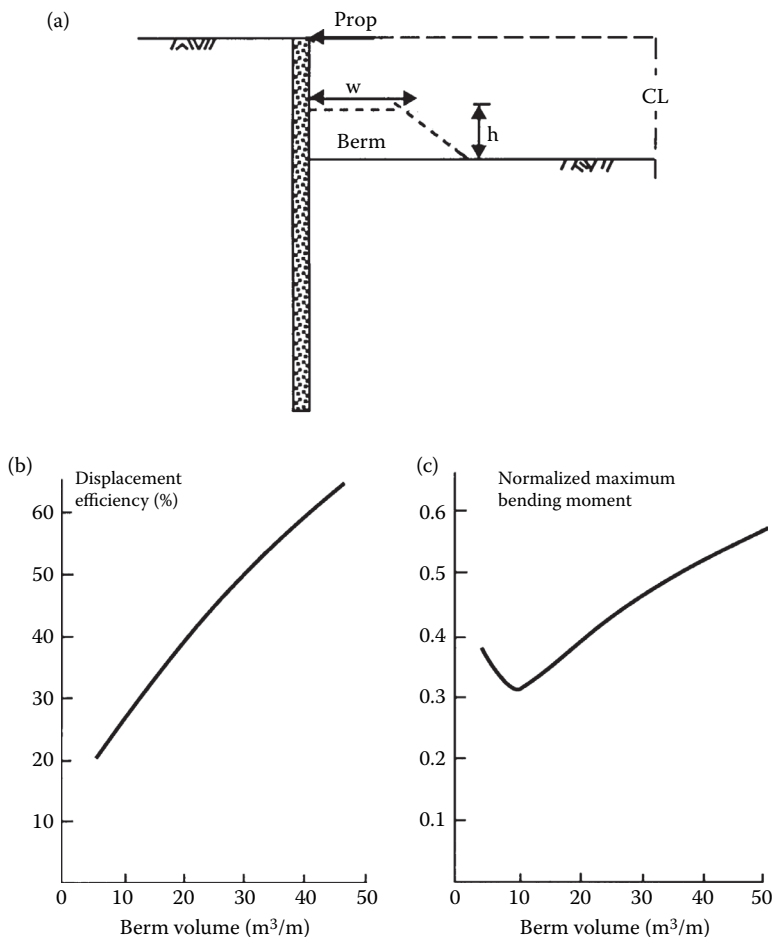 (a)
Prop
w
CL
h
Berm
(b)
Displacement
efficiency (%)
60
50
40
30
20
10
0
10
20
30
40
50
Berm volume (m³/m)
(c)
Normalized maximum
bending moment
0.6
0.5
0.4
0.3
0.2
0.1
0
10
20
30
40
50
Berm volume (m³/m)